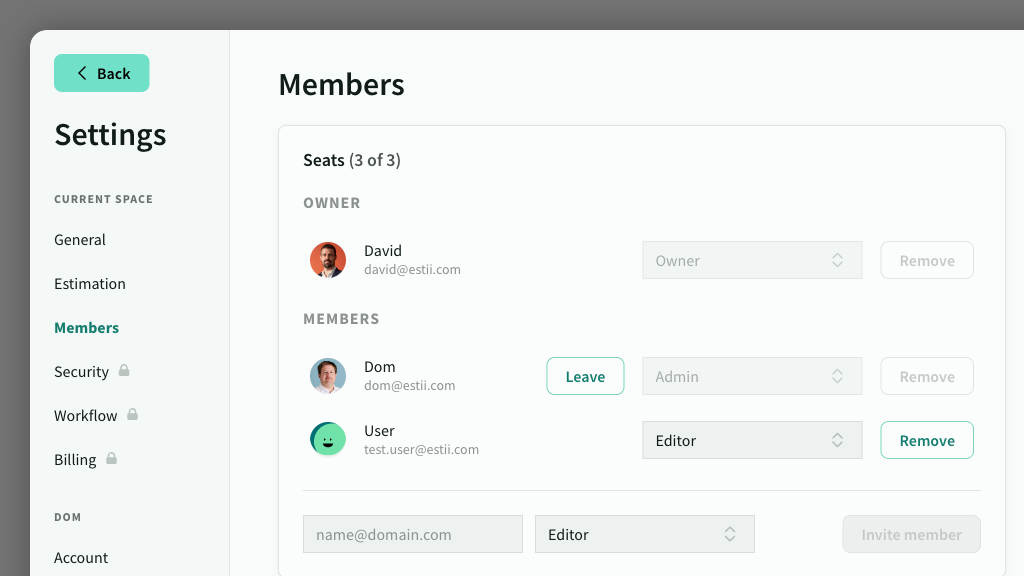 Back
Settings
CURRENT SPACE
General
Estimation
Members
Security
Workflow
Billing
DOM
Account
Members
Seats (3 of 3)
OWNER
David
david@estii.com
Owner
Remove
MEMBERS
Dom
dom@estii.com
Leave
Admin
Remove
User
test.user@estii.com
Editor
Remove
name@domain.com
Editor
Invite member